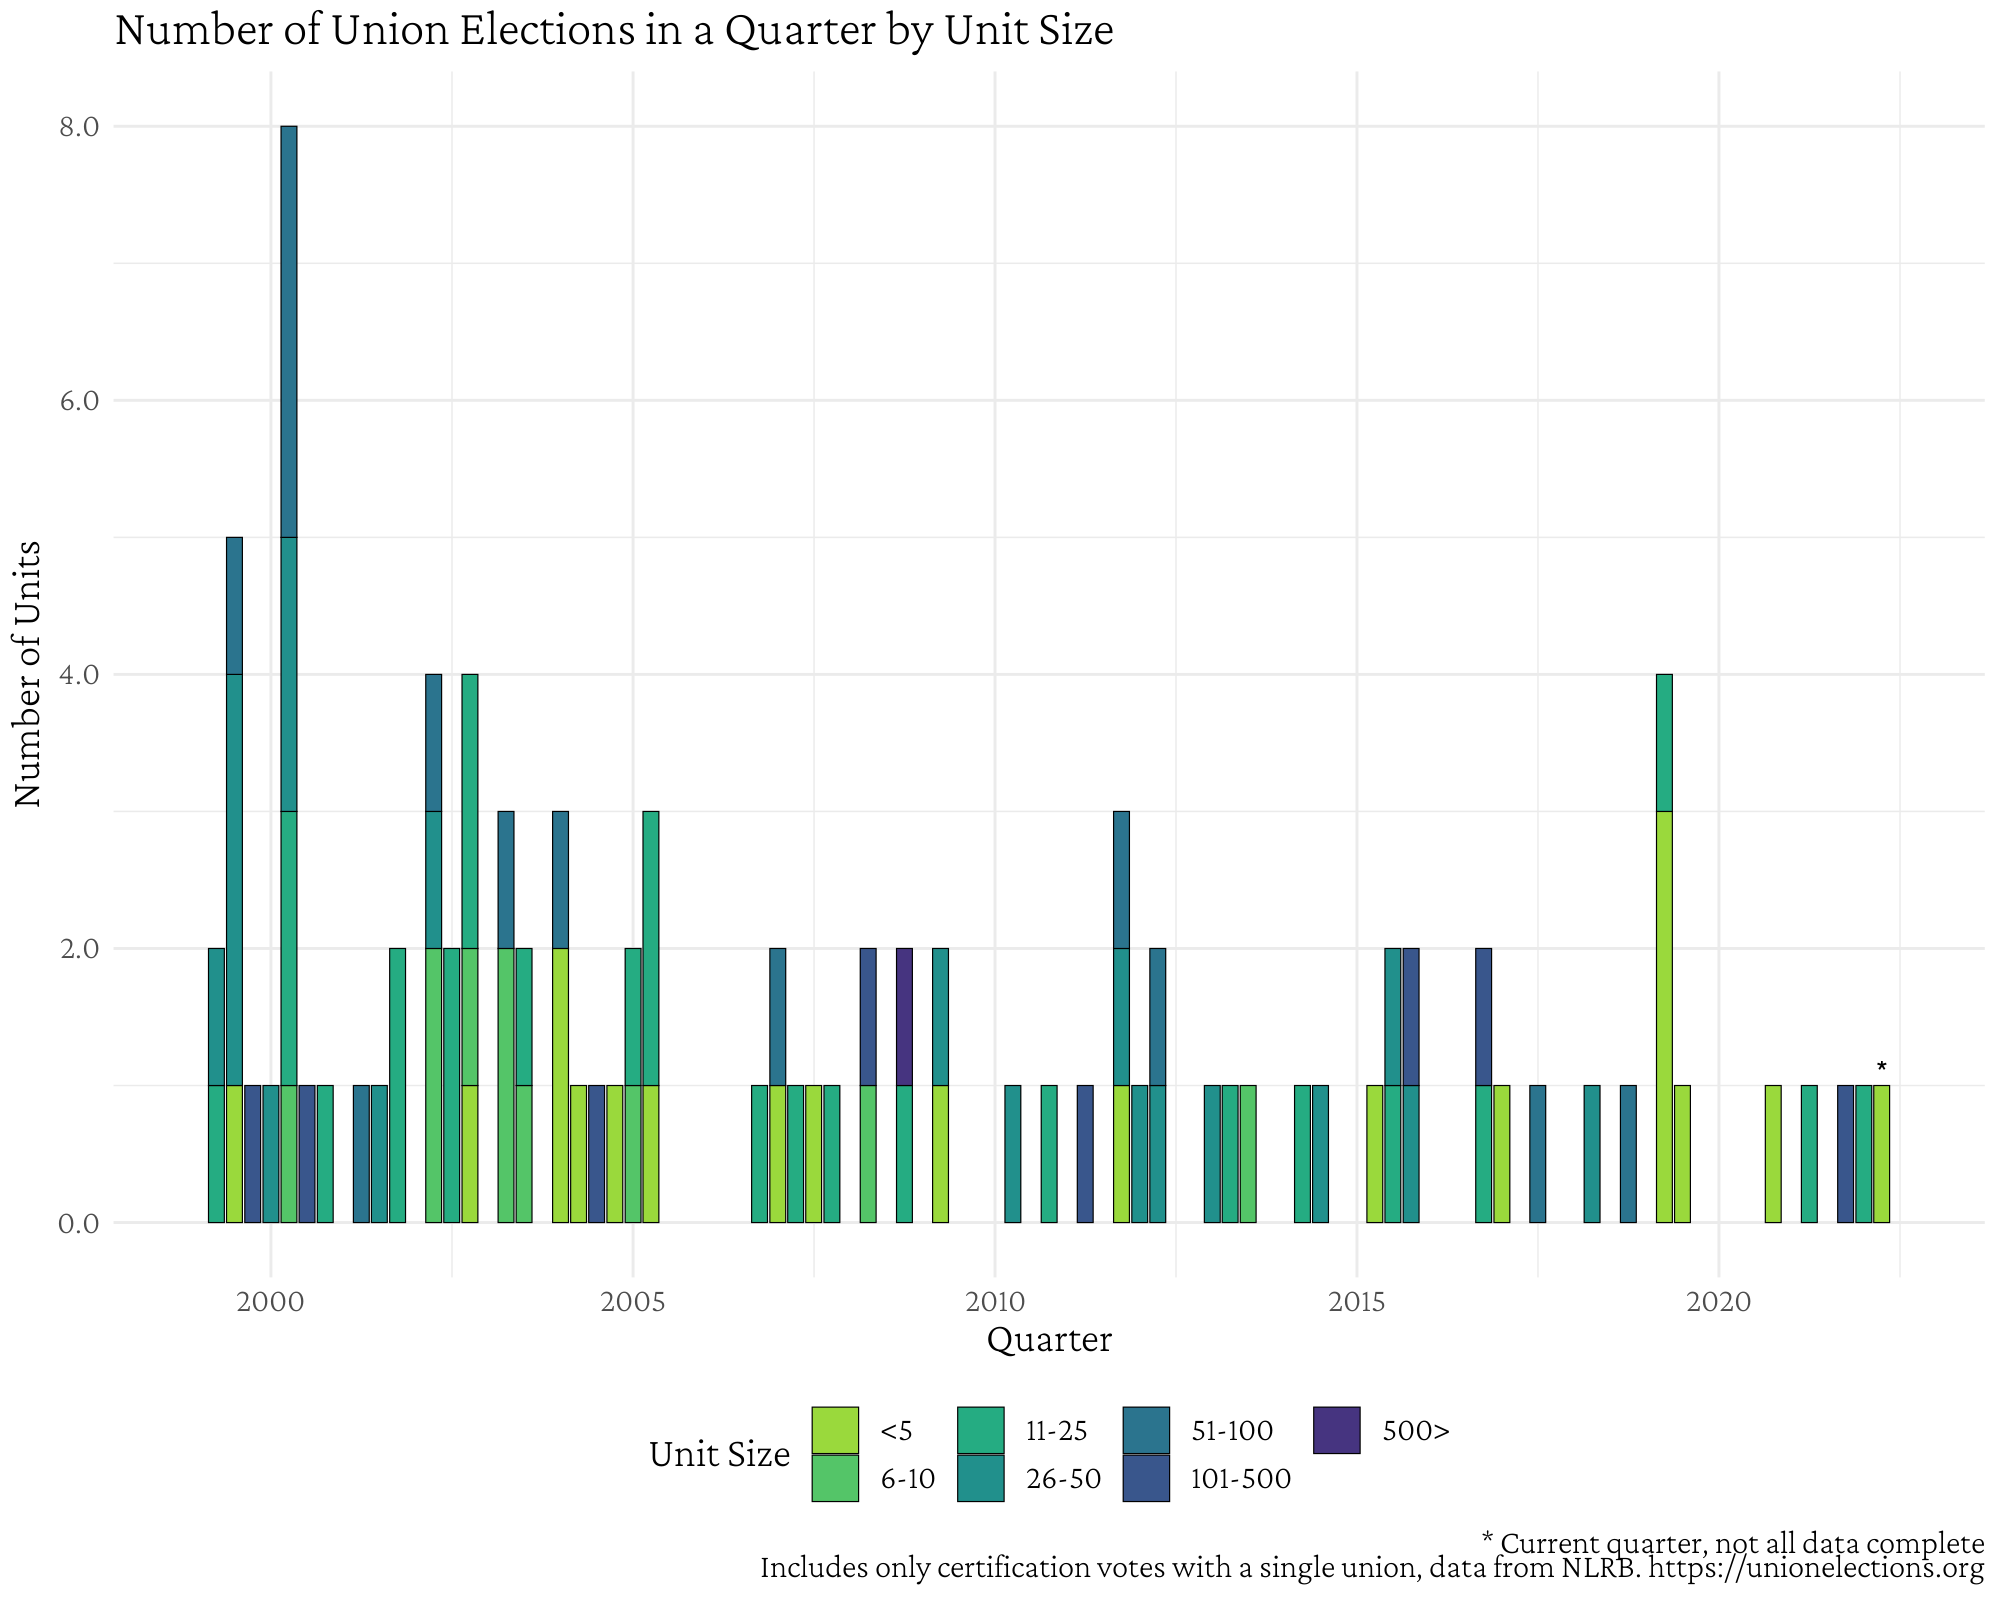 Number of Union Elections in a Quarter by Unit Size
8.0
6.0
4.0
2.0
0.0
Number of Units
*
2000 2005 2010 2015 2020
Quarter
Unit Size
<5 11-25 51-100 500>
6-10 26-50 101-500
* Current quarter, not all data complete
Includes only certification votes with a single union, data from NLRB. https://unionelections.org